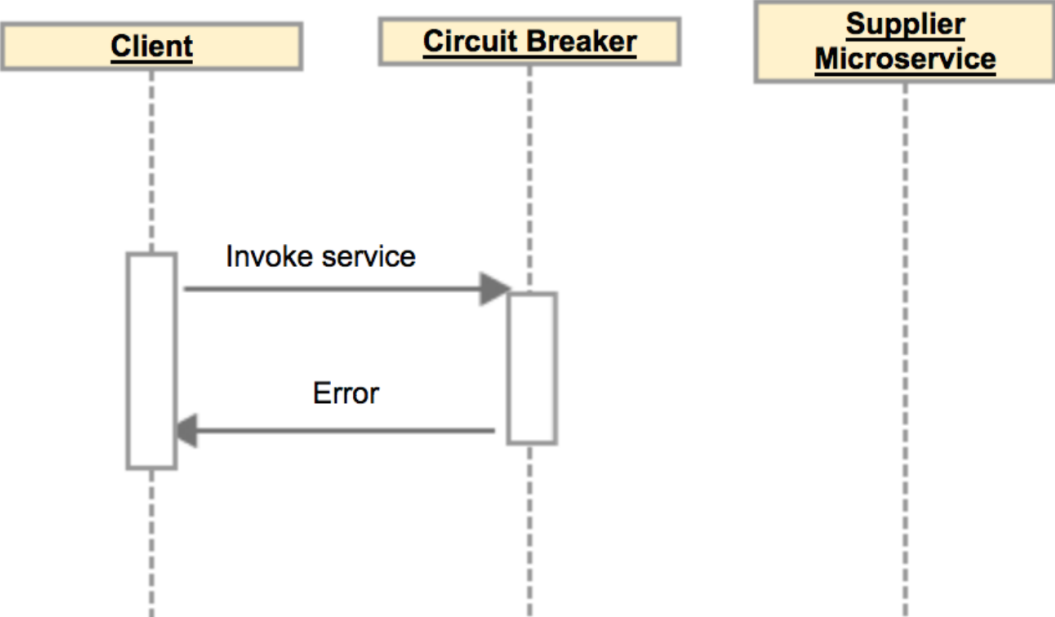 Client
Circuit Breaker
Supplier
Microservice
Invoke service
Error